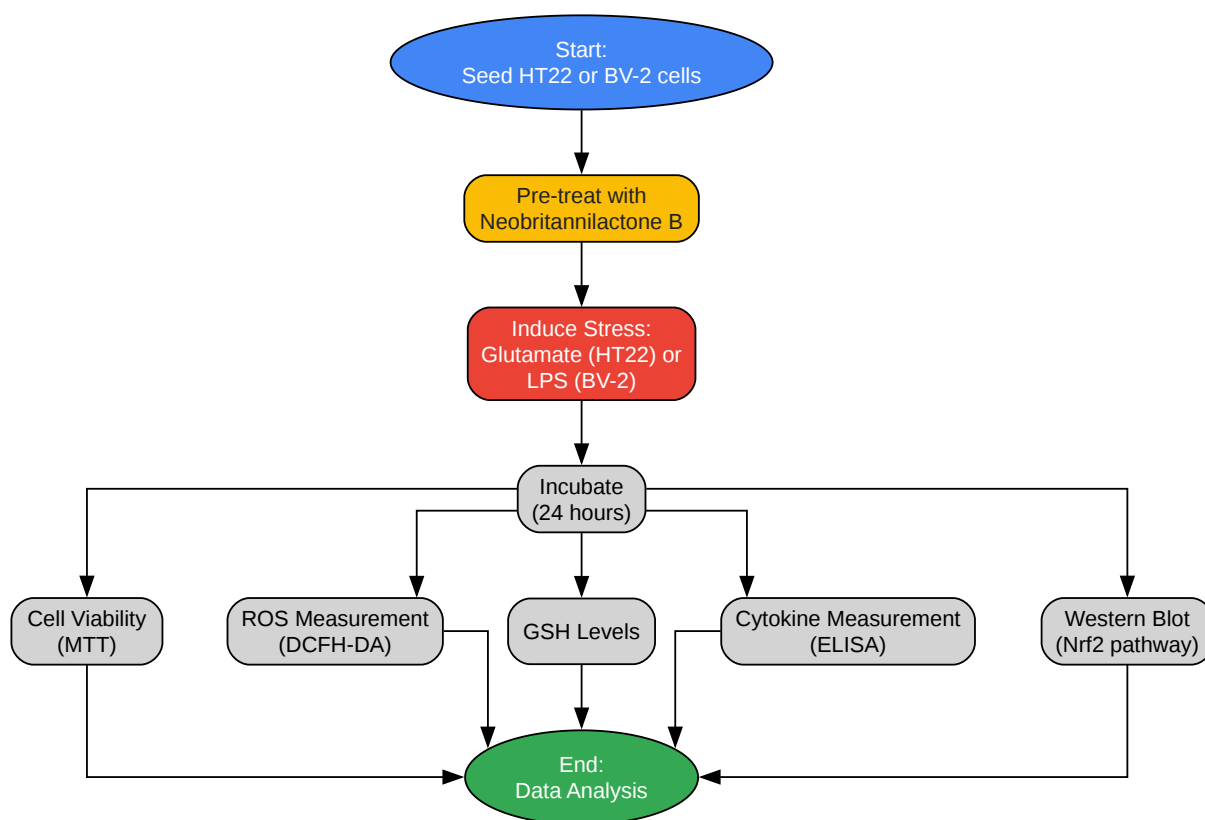 Start:
Seed HT22 or BV-2 cells
Pre-treat with
Neobritannilactone B
Induce Stress:
Glutamate (HT22) or
LPS (BV-2)
Incubate
(24 hours)
Cell Viability
(MTT)
ROS Measurement
(DCFH-DA)
GSH Levels
Cytokine Measurement
(ELISA)
Western Blot
(Nrf2 pathway)
End:
Data Analysis